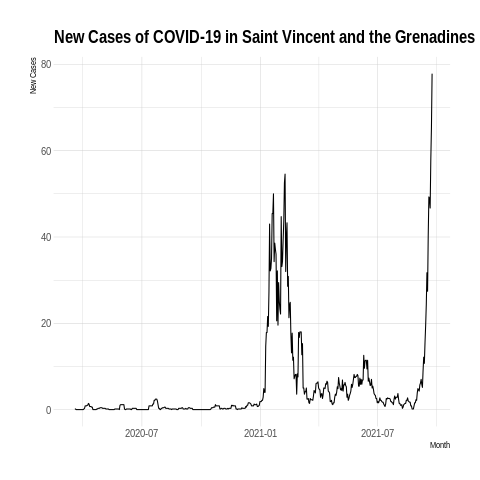 New Cases of COVID-19 in Saint Vincent and the Grenadines
New Cases
80
60
40
20
0
2020-07
2021-01
2021-07
Month